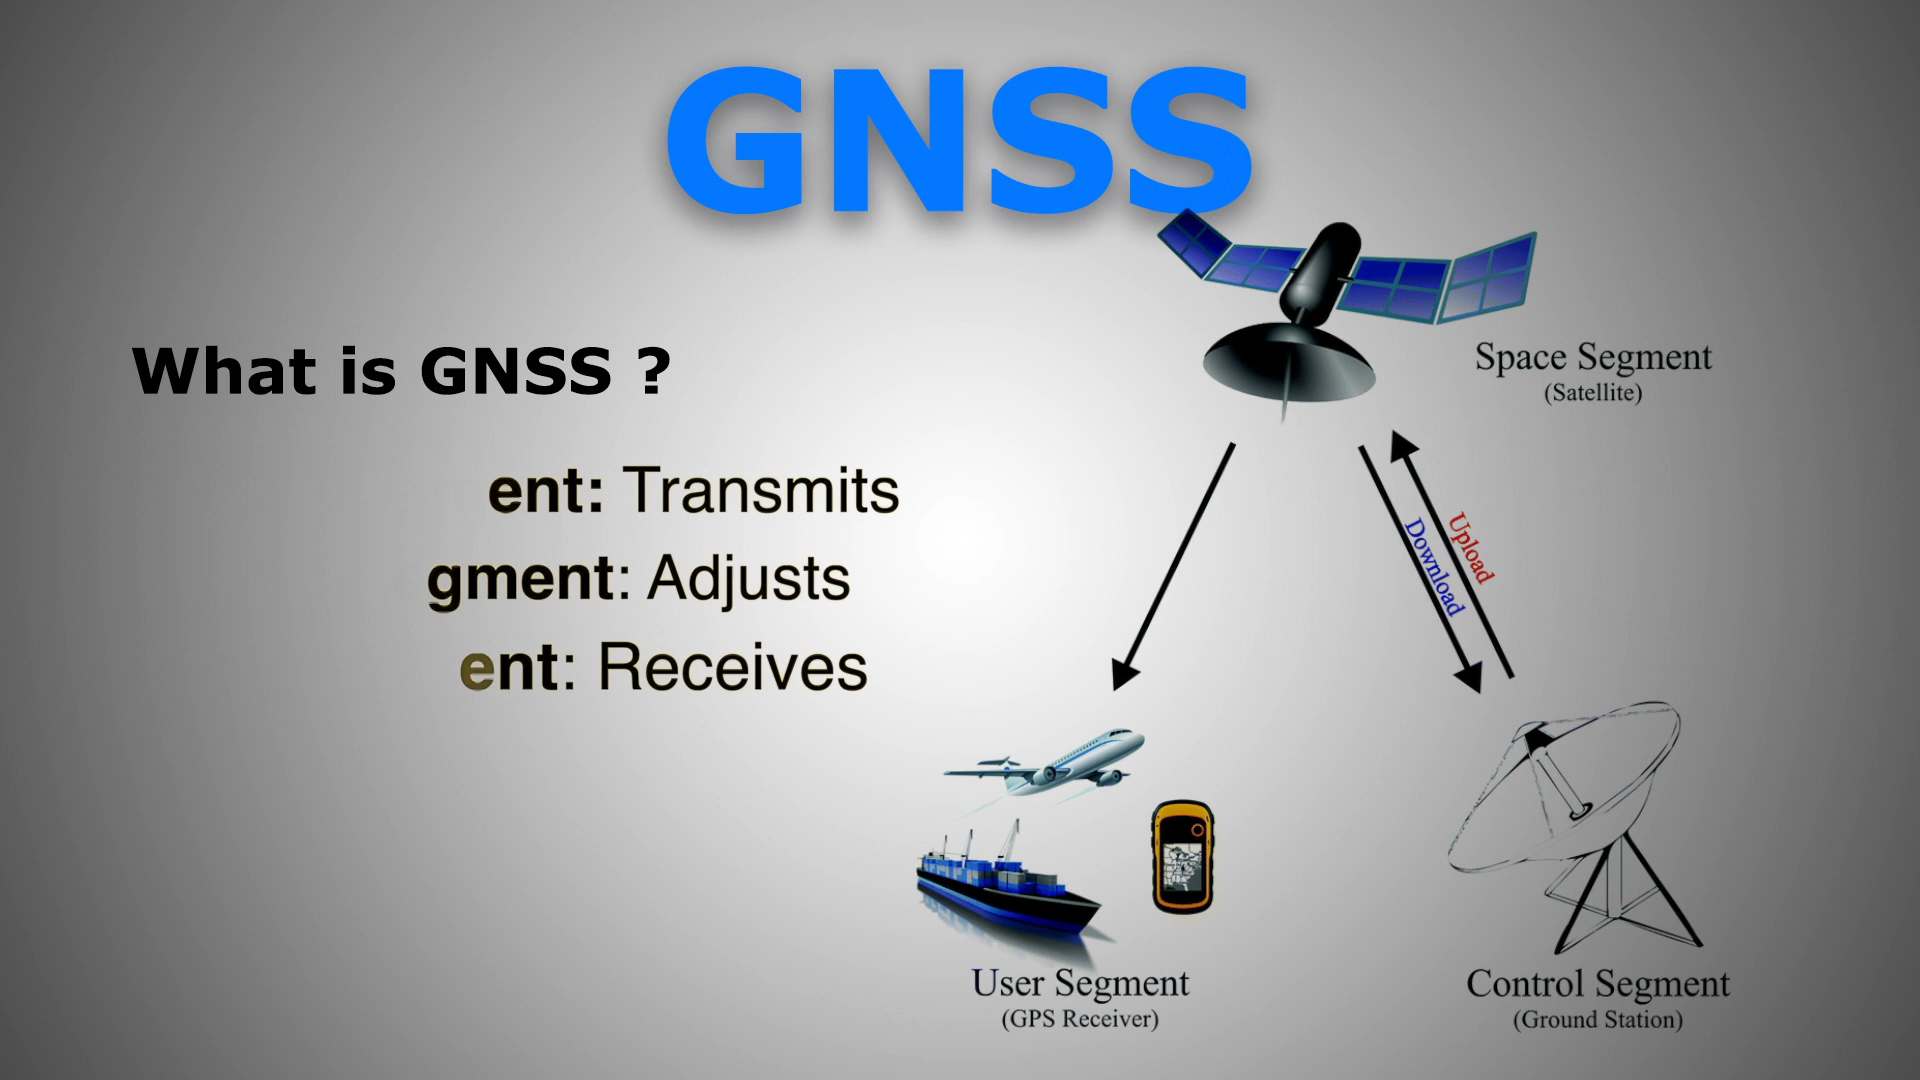 GNSS
What is GNSS ?
ent: Transmits
gment: Adjusts
ent: Receives
Space Segment
(Satellite)
Upload
Download
User Segment
(GPS Receiver)
Control Segment
(Ground Station)